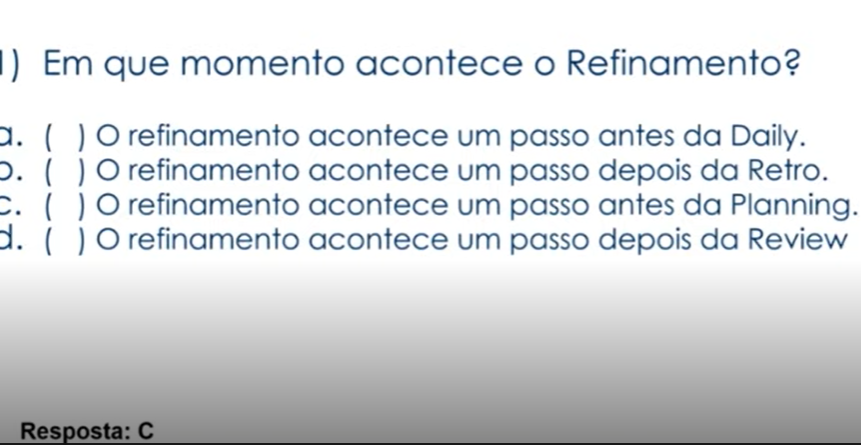 1) Em que momento acontece o Refinamento?
a. ( ) O refinamento acontece um passo antes da Daily.
b. ( ) O refinamento acontece um passo depois da Retro.
c. ( ) O refinamento acontece um passo antes da Planning.
d. ( ) O refinamento acontece um passo depois da Review
Resposta: C